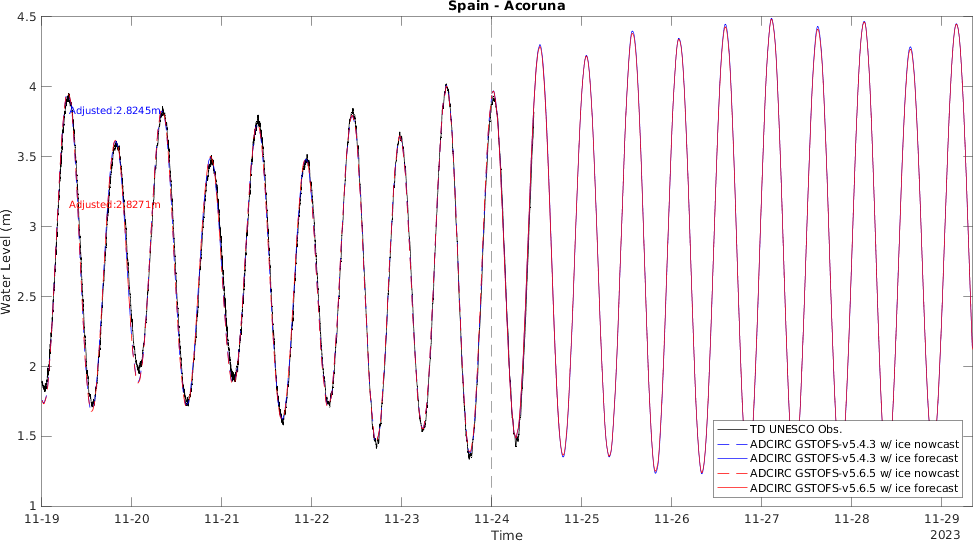 Spain - Acoruna
4.5
4
3.5
3
2.5
2
1.5
1
Water Level (m)
Adjusted:2.8245m
Adjusted:2.8271m
TD UNESCO Obs.
ADCIRC GSTOFS-v5.4.3 w/ ice nowcast
ADCIRC GSTOFS-v5.4.3 w/ ice forecast
ADCIRC GSTOFS-v5.6.5 w/ ice nowcast
ADCIRC GSTOFS-v5.6.5 w/ ice forecast
11-19 11-20 11-21 11-22 11-23 11-24 11-25 11-26 11-27 11-28 11-29
Time
2023